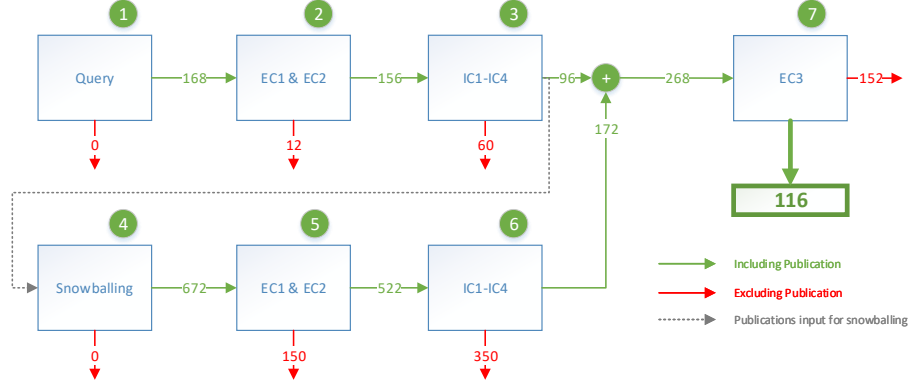 1
2
3
7
Query
168
EC1 & EC2
156
IC1-IC4
96
+
268
EC3
152
0
12
60
172
116
4
5
6
Snowballing
672
EC1 & EC2
522
IC1-IC4
0
150
350
Including Publication
Excluding Publication
Publications input for snowballing